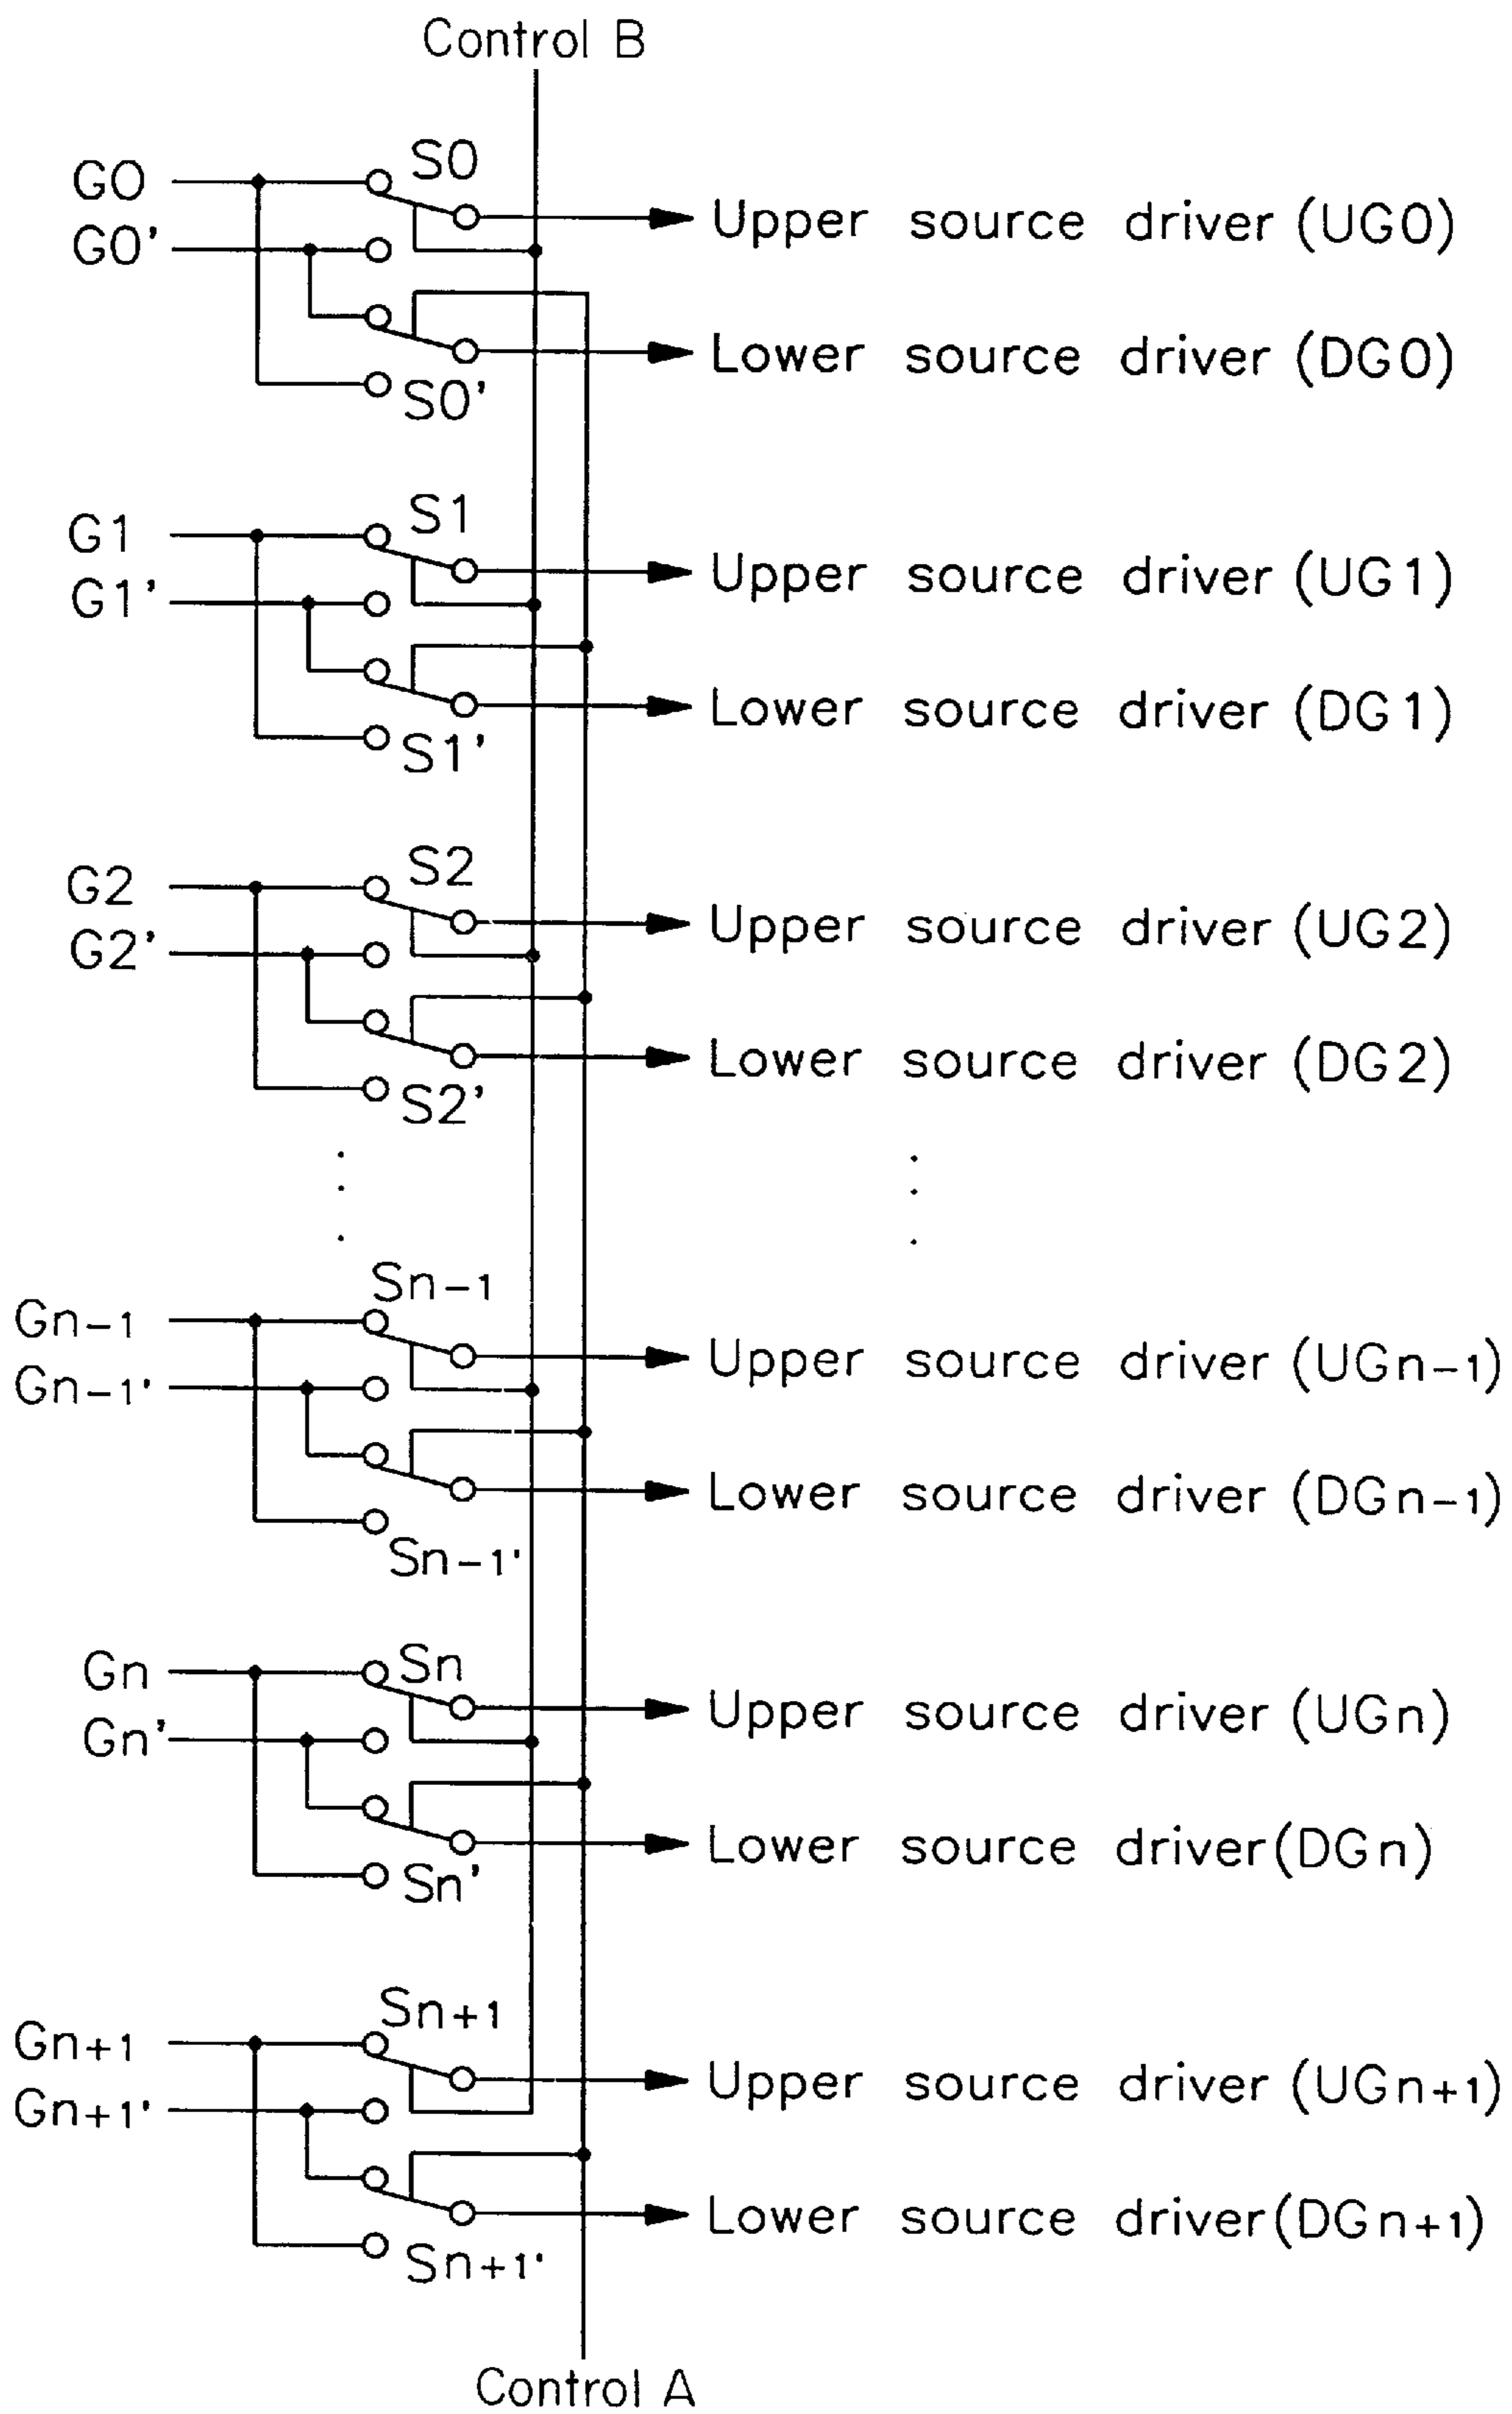 Control B
G0
S0
Upper source driver (UG0)
G0'
Lower source driver (DG0)
S0'
G1
S1
Upper source driver (UG1)
G1'
Lower source driver (DG1)
S1'
G2
S2
Upper source driver (UG2)
G2'
Lower source driver (DG2)
S2'
Sn-1
Gn-1
Upper source driver (UGn-1)
Gn-1'
Lower source driver (DGn-1)
Sn-1'
Gn
Sn
Upper source driver (UGn)
Gn'
Lower source driver(DGn)
Sn'
Sn+1
Gn+1
Upper source driver (UGn+1)
Gn+1'
Lower source driver(DGn+1)
Sn+1'
Control A